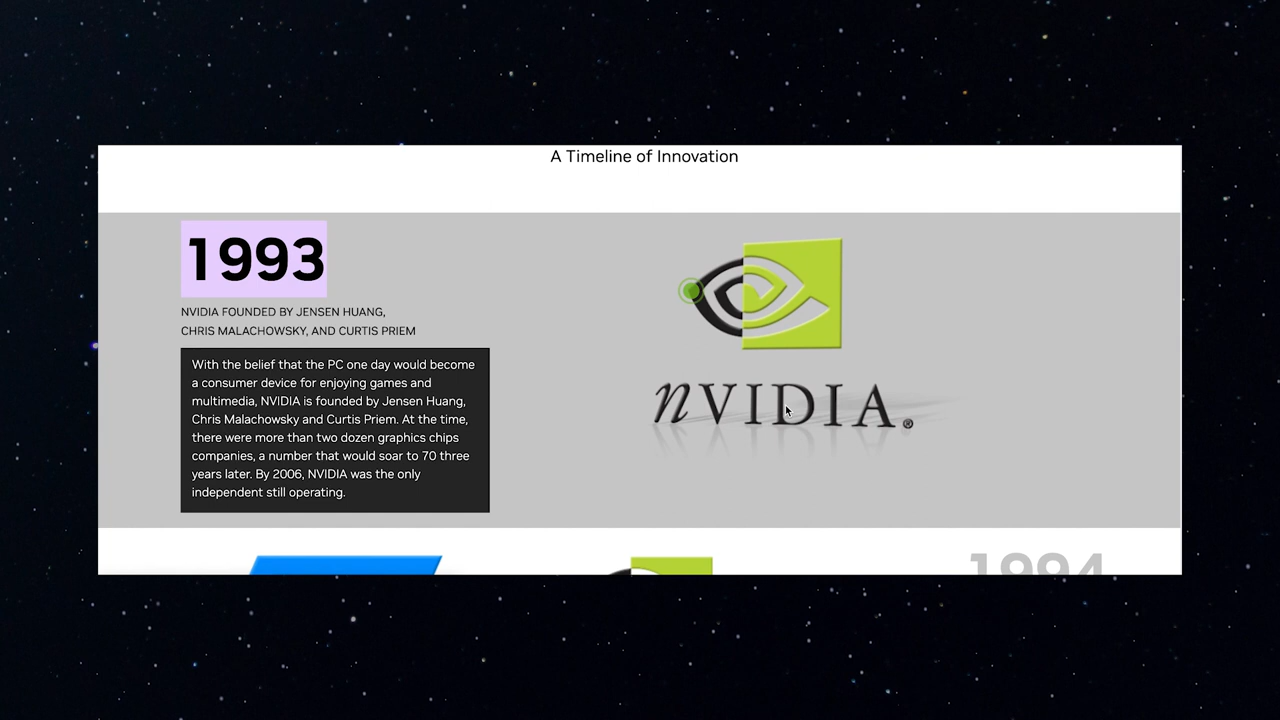 A Timeline of Innovation
1993
NVIDIA FOUNDED BY JENSEN HUANG,
CHRIS MALACHOWSKY, AND CURTIS PRIEM
With the belief that the PC one day would become
a consumer device for enjoying games and
multimedia, NVIDIA is founded by Jensen Huang,
Chris Malachowsky and Curtis Priem. At the time,
there were more than two dozen graphics chips
companies, a number that would soar to 70 three
years later. By 2006, NVIDIA was the only
independent still operating.
nVIDIA®
1994